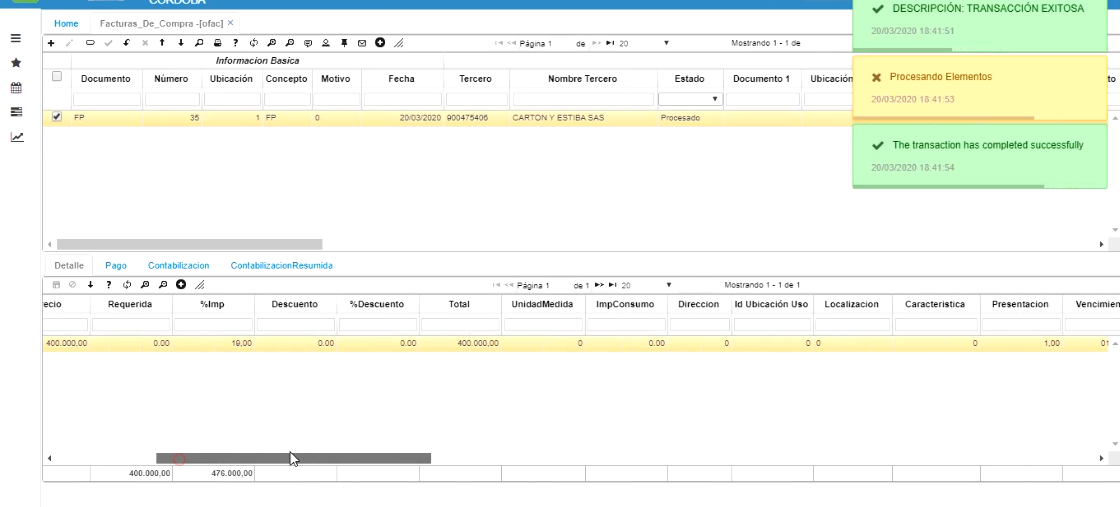 CORDOBA
DESCRIPCIÓN: TRANSACCIÓN EXITOSA
20/03/2020 18:41:51
Home Facturas_De_Compra -[ofac] ×
Página 1 de 20 Mostrando 1 - 1 de
Procesando Elementos
20/03/2020 18:41:53
The transaction has completed successfully
20/03/2020 18:41:54
Informacion Basica
Documento Número Ubicación Concepto Motivo Fecha Tercero Nombre Tercero Estado Documento 1 Ubicación to
FP 35 1 FP 0 20/03/2020 900475406 CARTON Y ESTIBA SAS Procesado
Detalle Pago Contabilizacion ContabilizacionResumida
Página 1 de 1 20 Mostrando 1 - 1 de 1
ecio Requerida %Imp Descuento %Descuento Total UnidadMedida ImpConsumo Direccion Id Ubicación Uso Localizacion Caracteristica Presentacion Vencimien
400.000,00 0.00 19,00 0.00 0.00 400.000,00 0 0.00 0 0 0 0 1,00 01
400.000,00 476.000,00